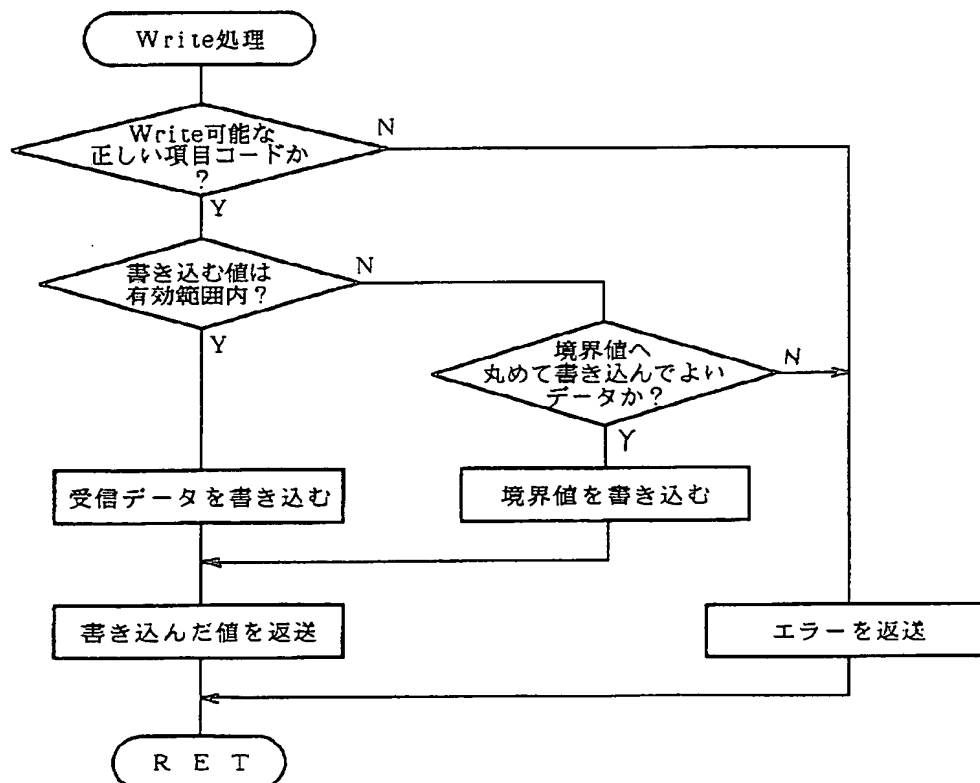 Write処理
Write可能な
正しい項目コードか
?
N
Y
書き込む値は
有効範囲内?
N
Y
境界値へ
丸めて書き込んでよい
データか?
N
Y
受信データを書き込む
境界値を書き込む
書き込んだ値を返送
エラーを返送
RET